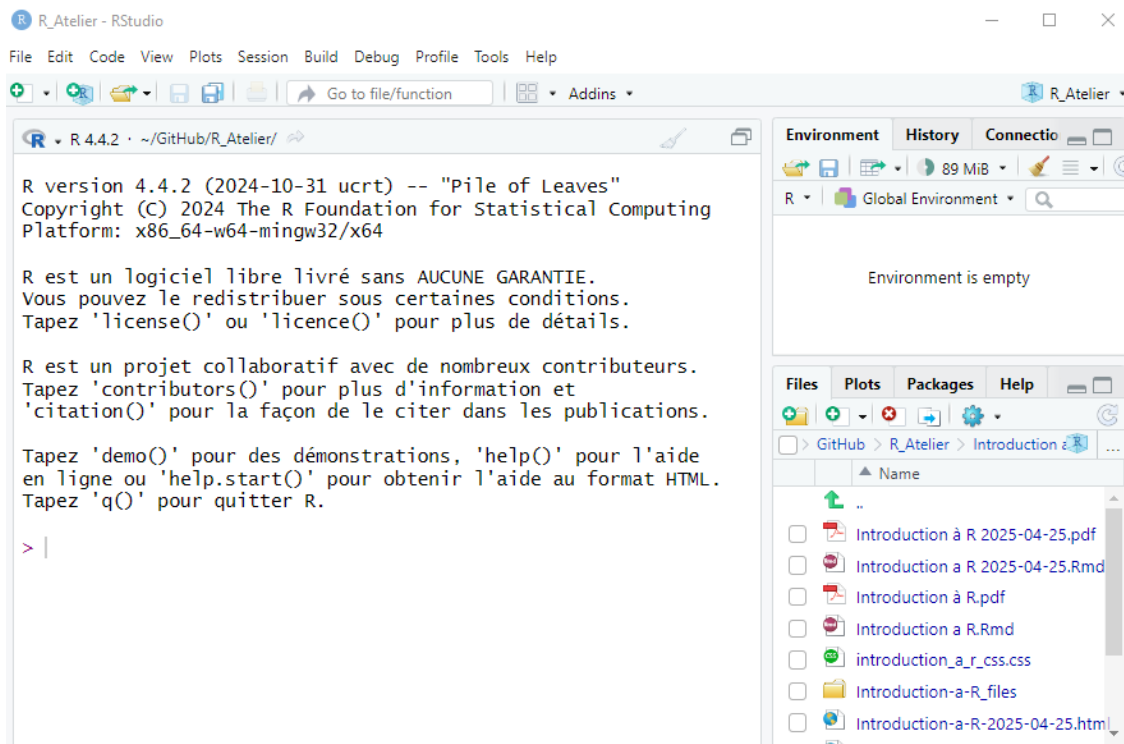 R_Atelier - RStudio
File Edit Code View Plots Session Build Debug Profile Tools Help
Go to file/function
Addins
R_Atelier
R 4.4.2 · ~/GitHub/R_Atelier/
R version 4.4.2 (2024-10-31 ucrt) -- "Pile of Leaves"
Copyright (C) 2024 The R Foundation for Statistical Computing
Platform: x86_64-w64-mingw32/x64
R est un logiciel libre livré sans AUCUNE GARANTIE.
Vous pouvez le redistribuer sous certaines conditions.
Tapez 'license()' ou 'licence()' pour plus de détails.
R est un projet collaboratif avec de nombreux contributeurs.
Tapez 'contributors()' pour plus d'information et
'citation()' pour la façon de le citer dans les publications.
Tapez 'demo()' pour des démonstrations, 'help()' pour l'aide
en ligne ou 'help.start()' pour obtenir l'aide au format HTML.
Tapez 'q()' pour quitter R.
>
Environment History Connectio
89 MiB
R Global Environment
Environment is empty
Files Plots Packages Help
GitHub > R_Atelier > Introduction a
...
Name
..
Introduction à R 2025-04-25.pdf
Introduction a R 2025-04-25.Rmd
Introduction à R.pdf
Introduction a R.Rmd
introduction_a_r_css.css
Introduction-a-R_files
Introduction-a-R-2025-04-25.html